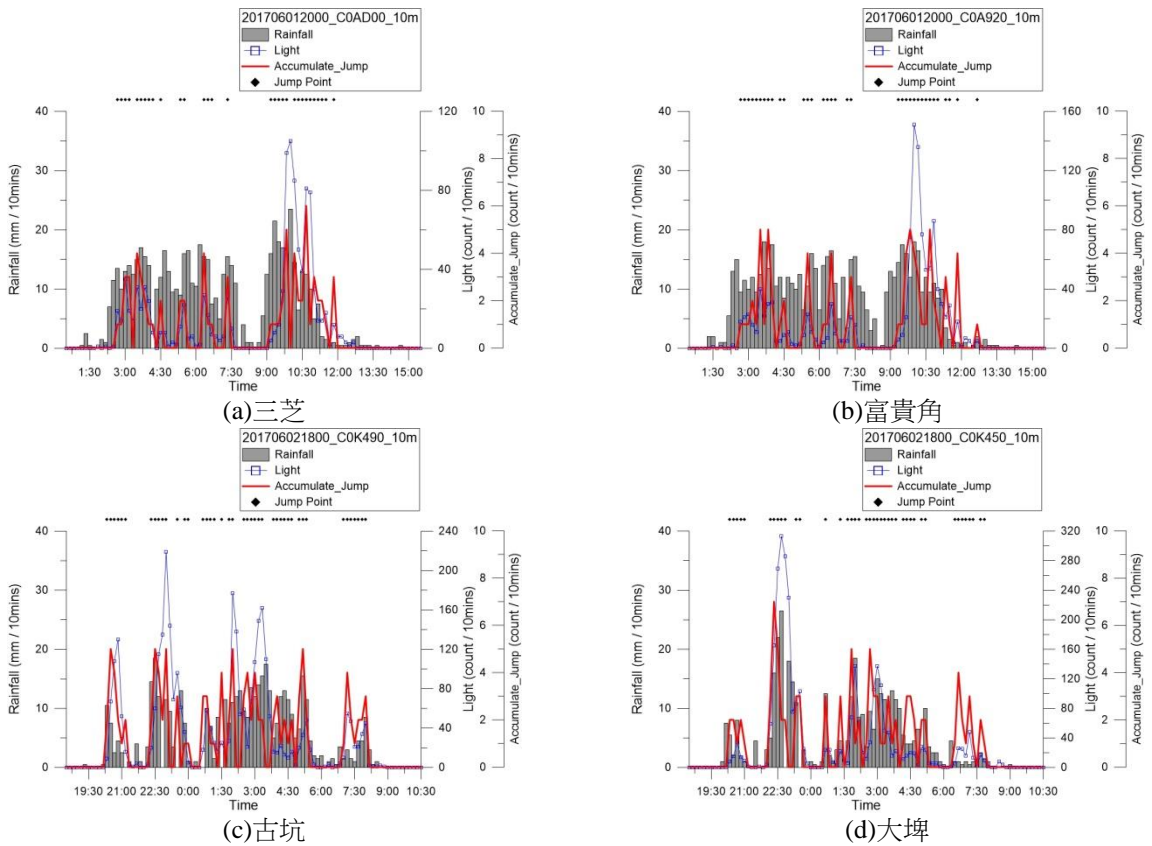 201706012000_C0AD00_10m
Rainfall
Light
Accumulate_Jump
Jump Point
40 120 10
30 8
80 6
20
4
40
10 2
0 0 0
Rainfall (mm / 10mins)
Light (count / 10mins)
Accumulate_Jump (count / 10mins)
1:30 3:00 4:30 6:00 7:30 9:00 10:30 12:00 13:30 15:00
Time
(a)三芝
201706012000_C0A920_10m
Rainfall
Light
Accumulate_Jump
Jump Point
40 160 10
30 120 8
6
20 80
4
10 40 2
0 0 0
Rainfall (mm / 10mins)
Light (count / 10mins)
Accumulate_Jump (count / 10mins)
1:30 3:00 4:30 6:00 7:30 9:00 10:30 12:00 13:30 15:00
Time
(b)富貴角
201706021800_C0K490_10m
Rainfall
Light
Accumulate_Jump
Jump Point
40 240 10
200 8
30
160 6
20 120
80 4
10
40 2
0 0 0
Rainfall (mm / 10mins)
Light (count / 10mins)
Accumulate_Jump (count / 10mins)
19:30 21:00 22:30 0:00 1:30 3:00 4:30 6:00 7:30 9:00 10:30
Time
(c)古坑
201706021800_C0K450_10m
Rainfall
Light
Accumulate_Jump
Jump Point
40 320 10
280
30 240 8
200 6
20 160
120 4
10 80
40 2
0 0 0
Rainfall (mm / 10mins)
Light (count / 10mins)
Accumulate_Jump (count / 10mins)
19:30 21:00 22:30 0:00 1:30 3:00 4:30 6:00 7:30 9:00 10:30
Time
(d)大埤